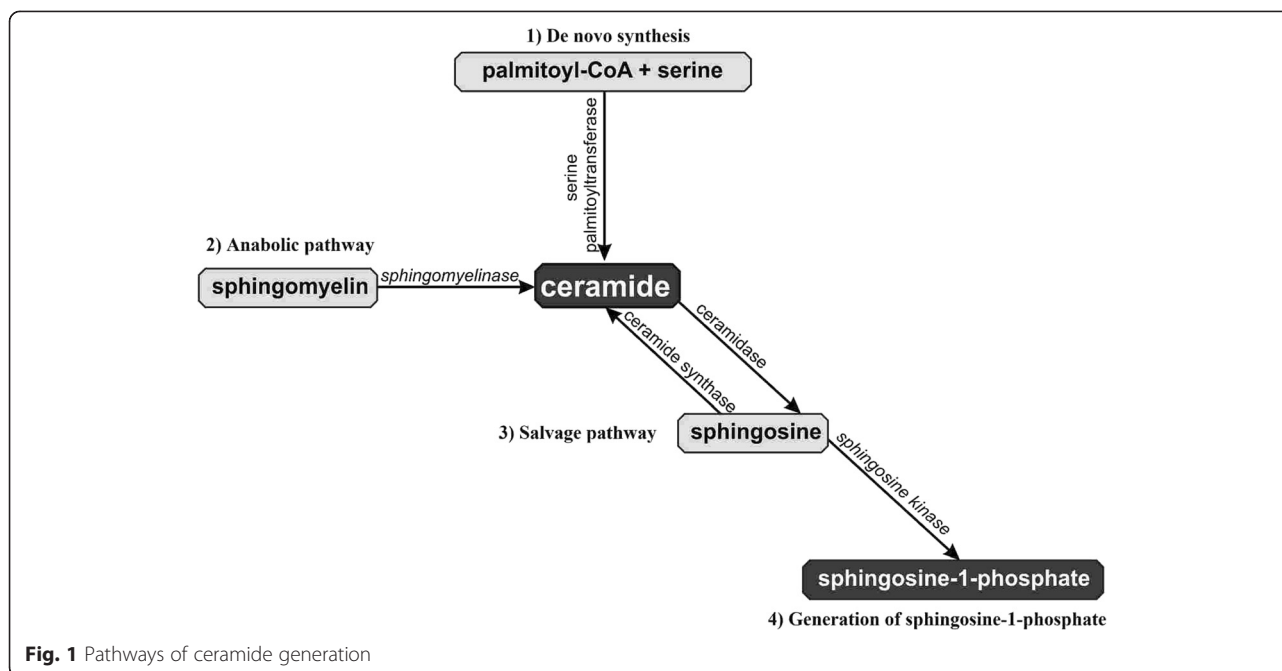 1) De novo synthesis
palmitoyl-CoA + serine
serine
palmitoyltransferase
2) Anabolic pathway
sphingomyelin
sphingomyelinase
ceramide
ceramidase
ceramide synthase
3) Salvage pathway
sphingosine
sphingosine kinase
sphingosine-1-phosphate
4) Generation of sphingosine-1-phosphate
Fig. 1 Pathways of ceramide generation